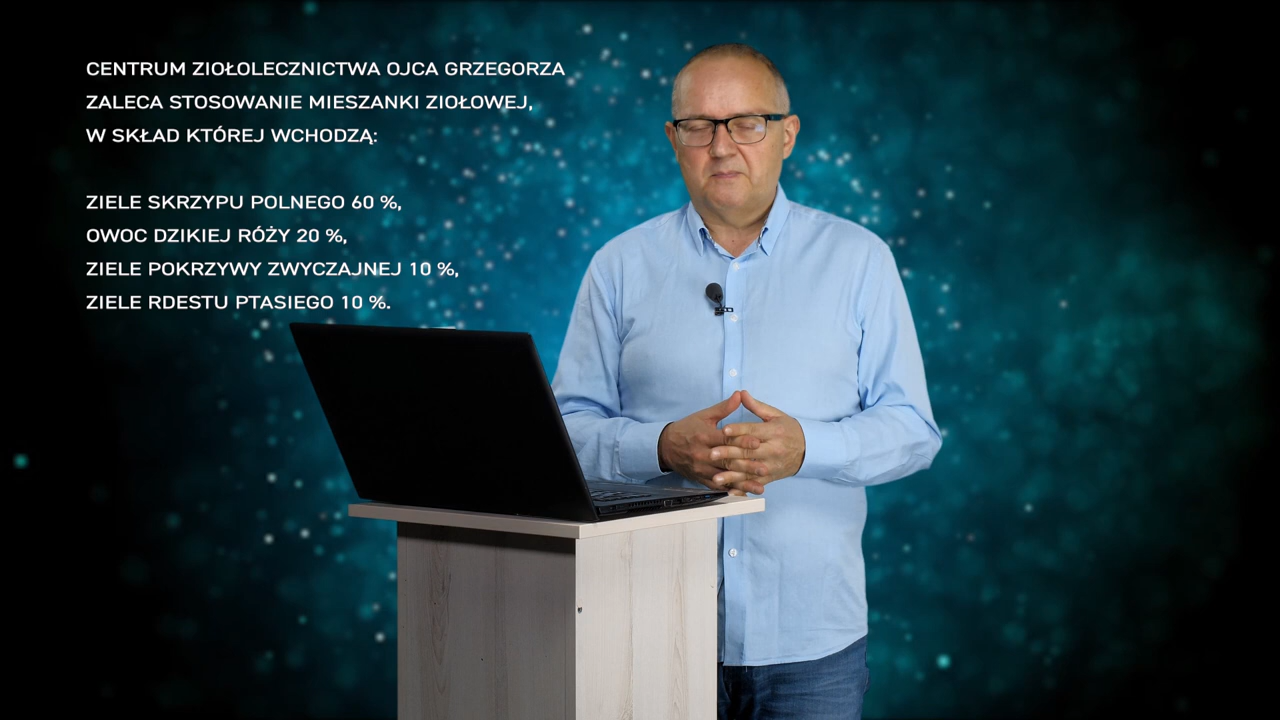 CENTRUM ZIOŁOLECZNICTWA OJCA GRZEGORZA
ZALECA STOSOWANIE MIESZANKI ZIOŁOWEJ,
W SKŁAD KTÓREJ WCHODZĄ:
ZIELE SKRZYPU POLNEGO 60 %,
OWOC DZIKIEJ RÓŻY 20 %,
ZIELE POKRZYWY ZWYCZAJNEJ 10 %,
ZIELE RDESTU PTASIEGO 10 %.